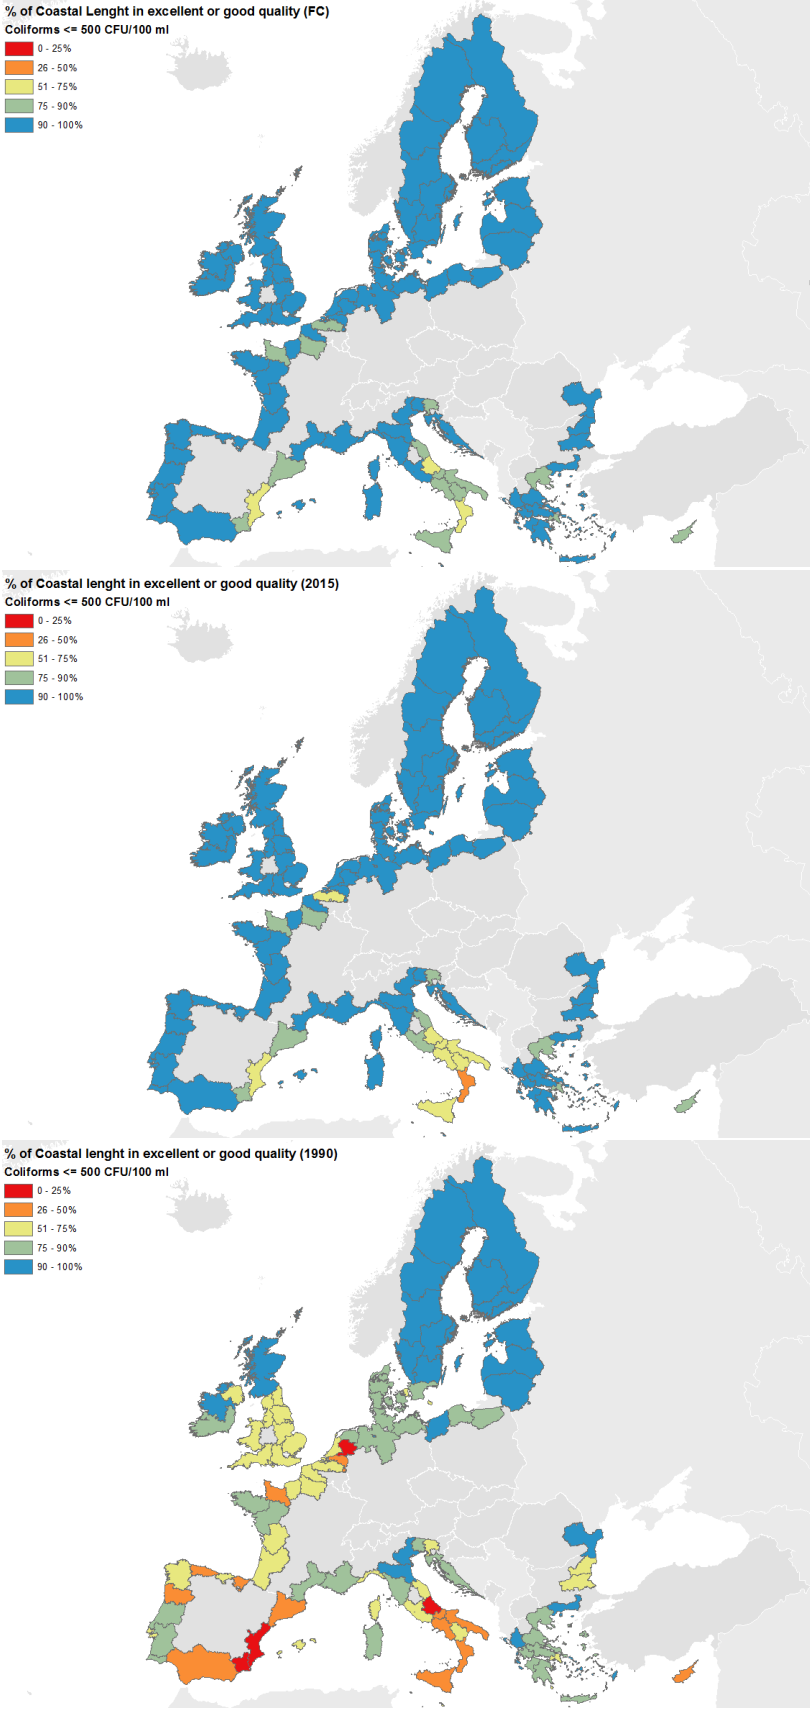 % of Coastal Lenght in excellent or good quality (FC)
Coliforms <= 500 CFU/100 ml
0 - 25%
26 - 50%
51 - 75%
75 - 90%
90 - 100%
% of Coastal lenght in excellent or good quality (2015)
Coliforms <= 500 CFU/100 ml
0 - 25%
26 - 50%
51 - 75%
75 - 90%
90 - 100%
% of Coastal lenght in excellent or good quality (1990)
Coliforms <= 500 CFU/100 ml
0 - 25%
26 - 50%
51 - 75%
75 - 90%
90 - 100%